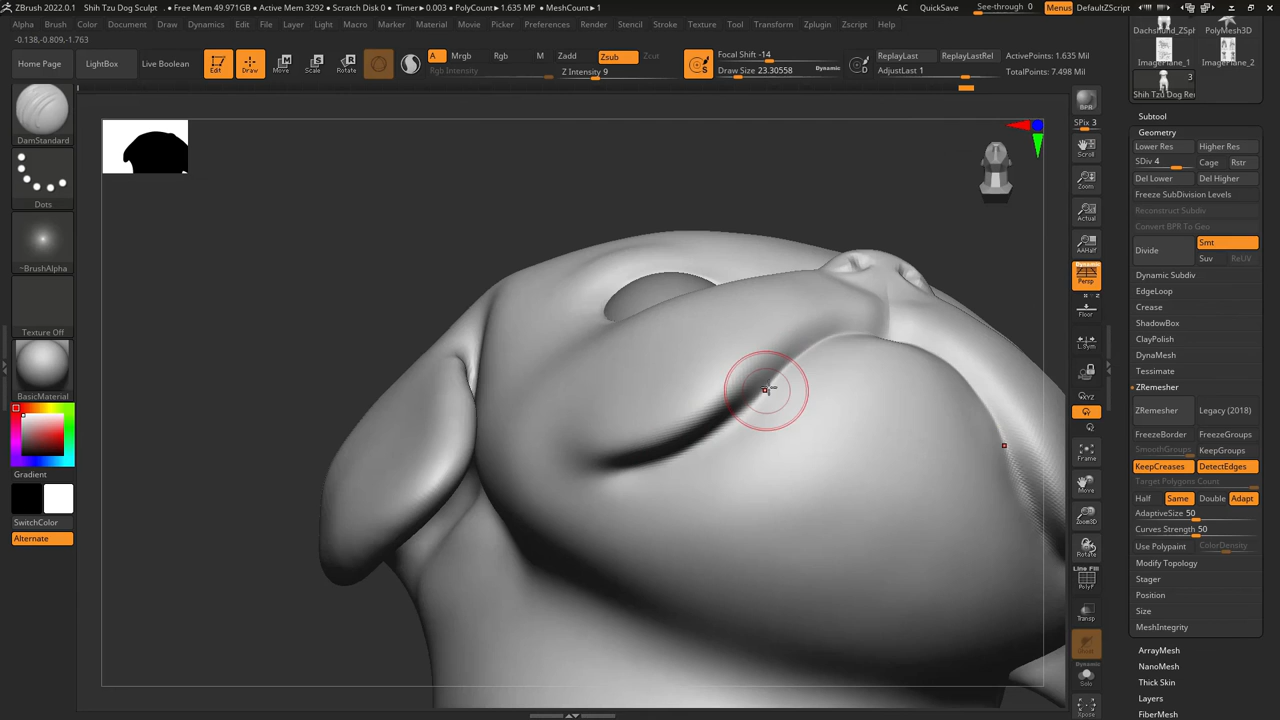 ZBrush 2022.0.1 Shih Tzu Dog Sculpt • Free Mem 49.971GB • Active Mem 3292 • Scratch Disk 0 • Timer▸0.003 • PolyCount▸1.635 MP • MeshCount▸1 AC QuickSave See-through 0 Menus DefaultZScript
Alpha Brush Color Document Draw Dynamics Edit File Layer Light Macro Marker Material Movie Picker Preferences Render Stencil Stroke Texture Tool Transform Zplugin Zscript Help
-0.138,-0.809,-1.763
Home Page LightBox Live Boolean Edit Draw Move Scale Rotate A Mrgb Rgb M Zadd Zsub Zcut
Rgb Intensity Z Intensity 9
Focal Shift -14
Draw Size 23.30558 Dynamic
S D
ReplayLast ReplayLastRel
AdjustLast 1
ActivePoints: 1.635 Mil
TotalPoints: 7.498 Mil
DamStandard
Dots
~BrushAlpha
Texture Off
BasicMaterial
Gradient
SwitchColor
Alternate
BPR
SPix 3
Scroll
Zoom
Actual
AAHalf
Dynamic
Persp
Floor
L.Sym
XYZ
Y
Z
Frame
Move
Zoom3D
Rotate
Line Fill
PolyF
Transp
Dynamic
Solo
Xpose
Dachshund_ZSph PolyMesh3D
ImagePlane_1 ImagePlane_2
3
Shih Tzu Dog Re
Subtool
Geometry
Lower Res Higher Res
SDiv 4 Cage Rstr
Del Lower Del Higher
Freeze SubDivision Levels
Reconstruct Subdiv
Convert BPR To Geo
Divide Smt
Suv ReUV
Dynamic Subdiv
EdgeLoop
Crease
ShadowBox
ClayPolish
DynaMesh
Tessimate
ZRemesher
ZRemesher Legacy (2018)
FreezeBorder FreezeGroups
SmoothGroups KeepGroups
KeepCreases DetectEdges
Target Polygons Count
Half Same Double Adapt
AdaptiveSize 50
Curves Strength 50
Use Polypaint ColorDensity
Modify Topology
Stager
Position
Size
MeshIntegrity
ArrayMesh
NanoMesh
Thick Skin
Layers
FiberMesh